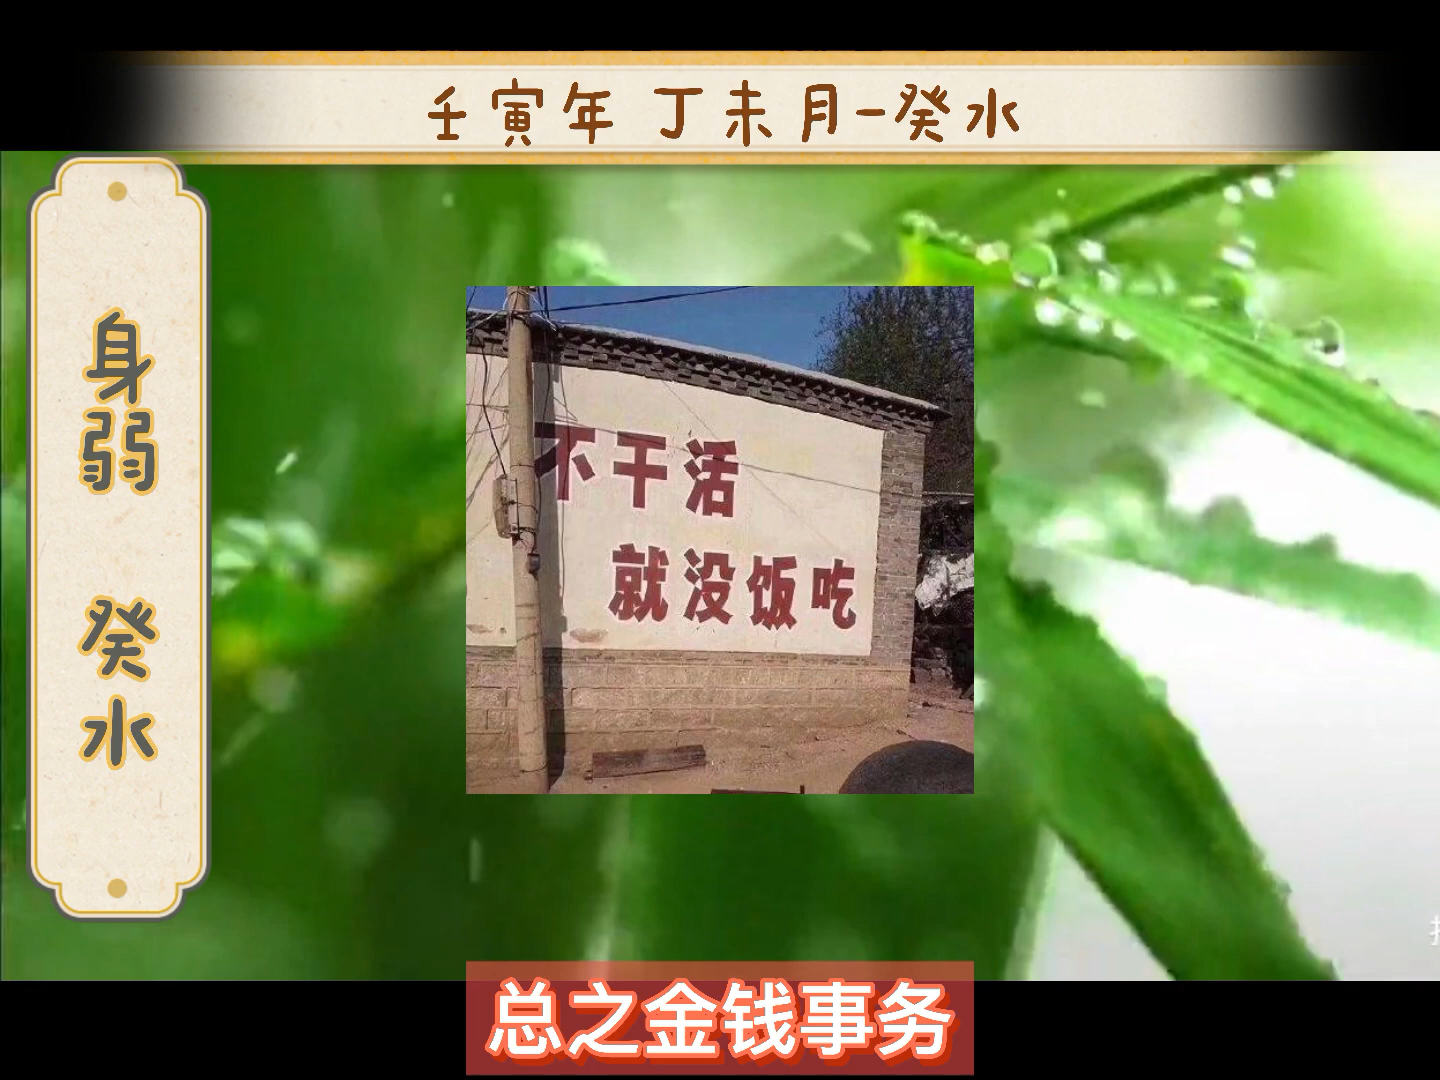 壬寅年 丁未月-癸水
身弱 癸水
不干活
就没饭吃
总之金钱事务